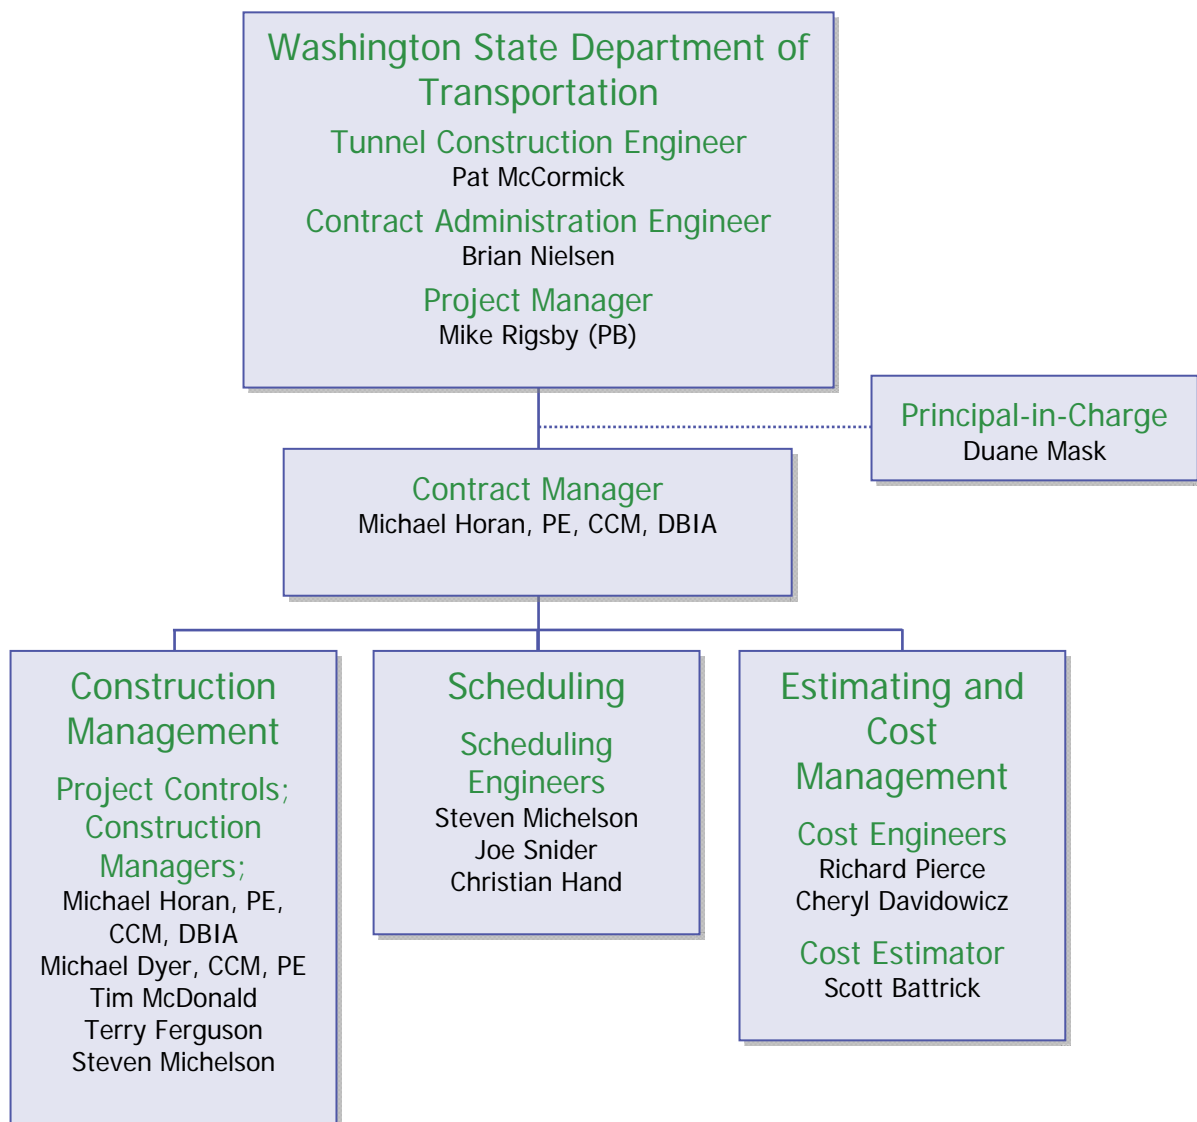 Washington State Department of
Transportation
Tunnel Construction Engineer
Pat McCormick
Contract Administration Engineer
Brian Nielsen
Project Manager
Mike Rigsby (PB)
Principal-in-Charge
Duane Mask
Contract Manager
Michael Horan, PE, CCM, DBIA
Construction
Management
Project Controls;
Construction
Managers;
Michael Horan, PE,
CCM, DBIA
Michael Dyer, CCM, PE
Tim McDonald
Terry Ferguson
Steven Michelson
Scheduling
Scheduling
Engineers
Steven Michelson
Joe Snider
Christian Hand
Estimating and
Cost
Management
Cost Engineers
Richard Pierce
Cheryl Davidowicz
Cost Estimator
Scott Battrick